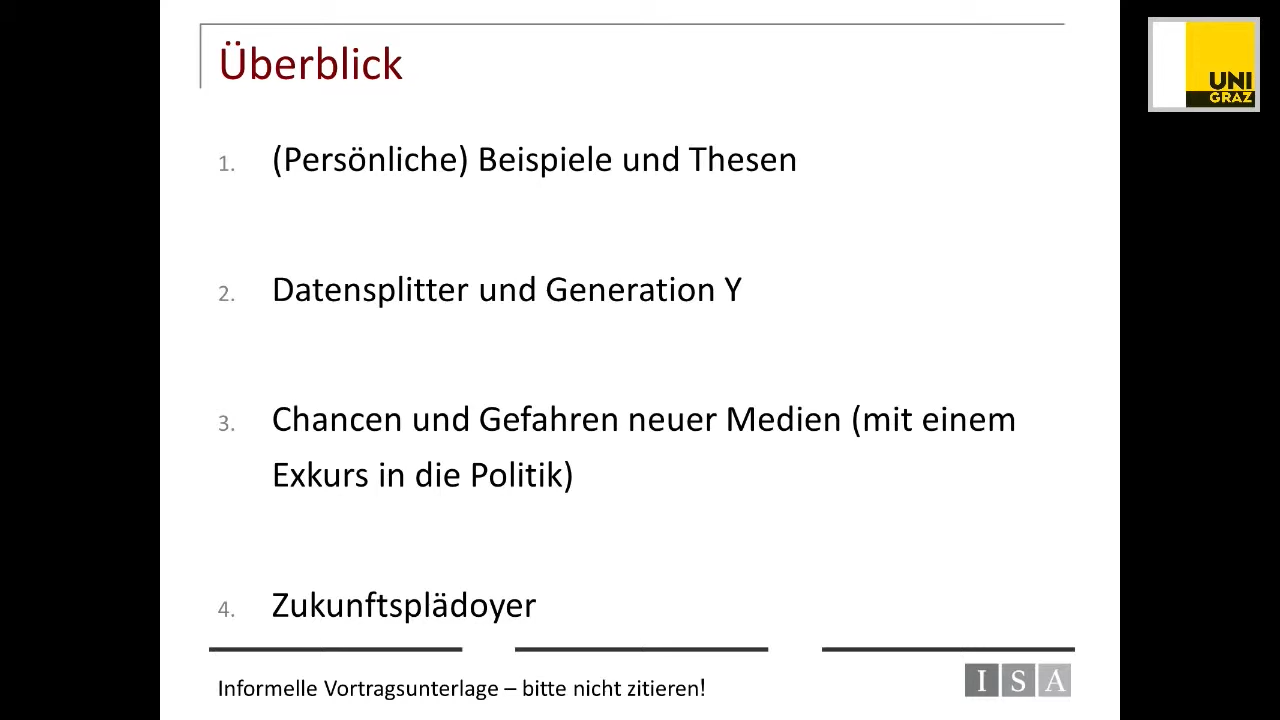 Überblick
UNI
GRAZ
1. (Persönliche) Beispiele und Thesen
2. Datensplitter und Generation Y
3. Chancen und Gefahren neuer Medien (mit einem
Exkurs in die Politik)
4. Zukunftsplädoyer
Informelle Vortragsunterlage – bitte nicht zitieren!
I S A